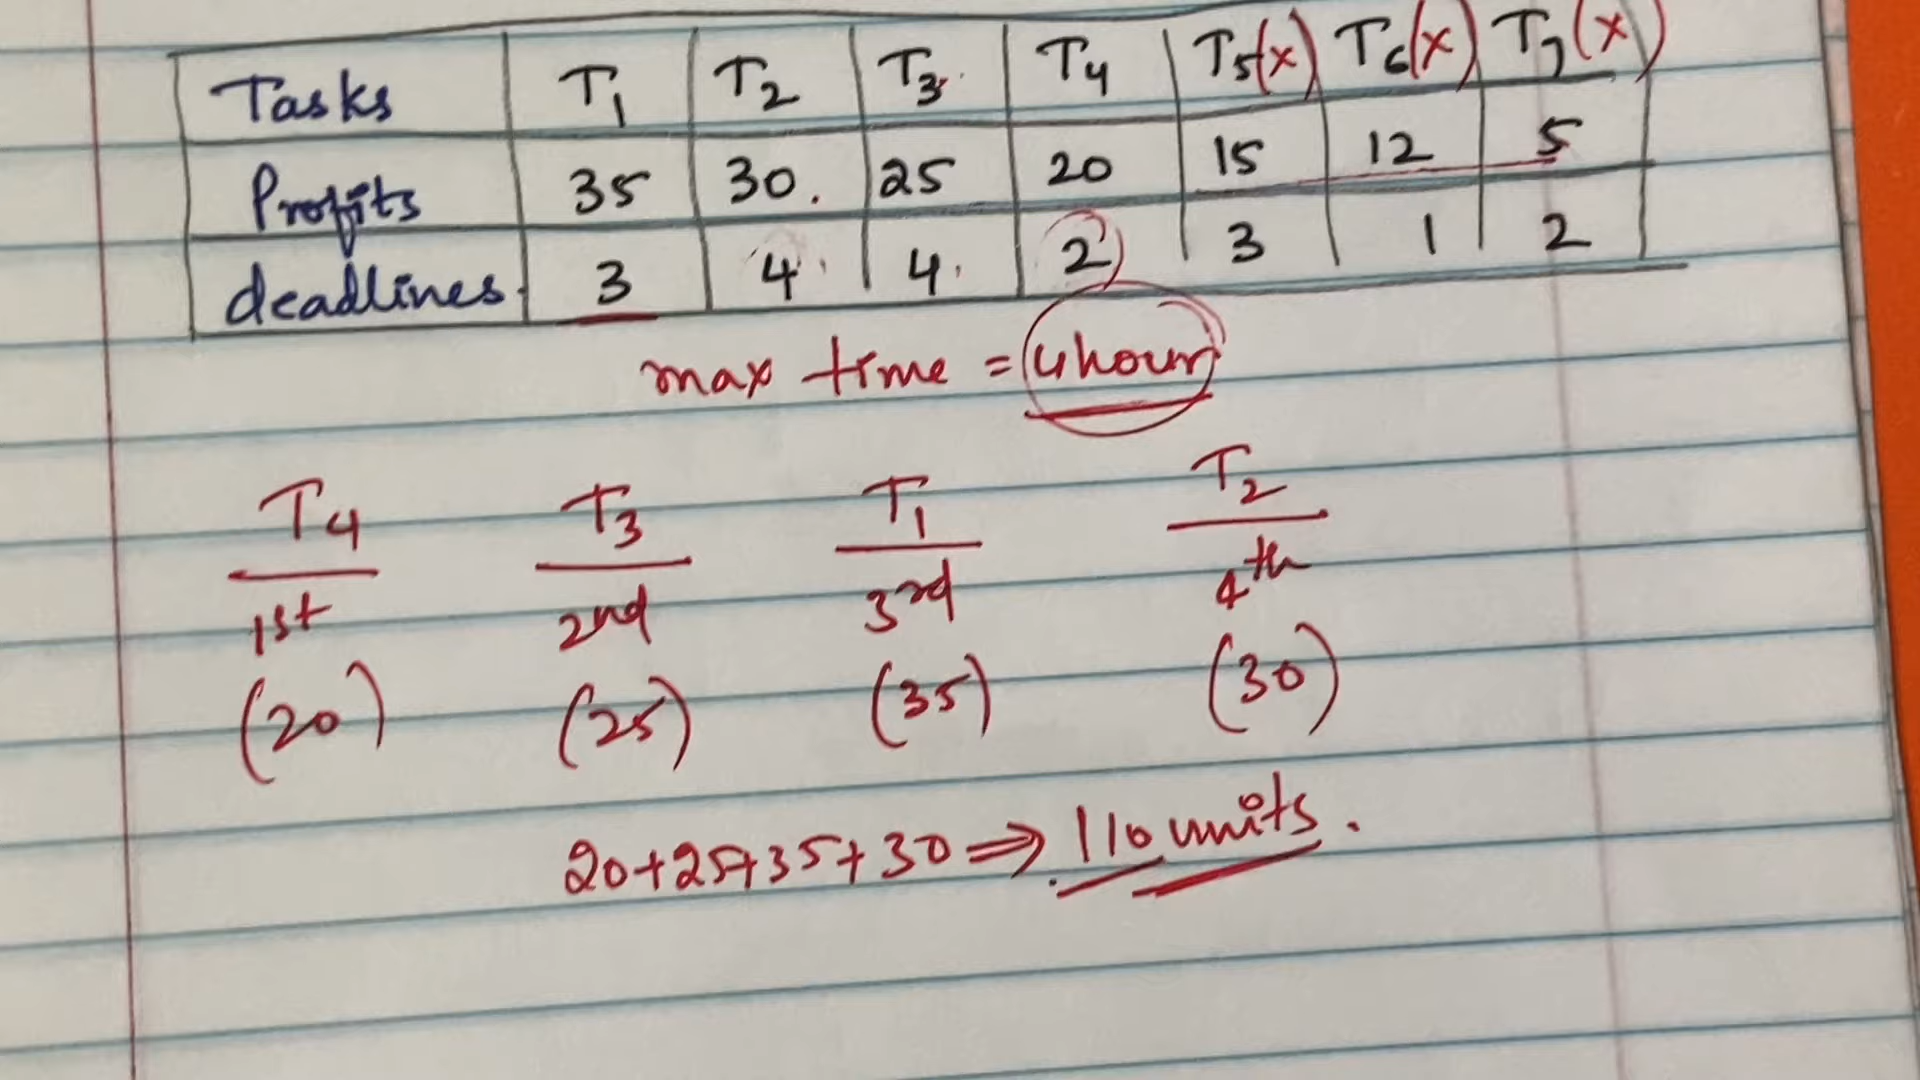 Tasks T1 T2 T3 T4 T5(x) T6(x) T7(x)
Profits 35 30. 25 20 15 12 5
deadlines. 3 4. 4. 2 3 1 2
max time = 4hour
T4 T3 T1 T2
1st 2nd 3rd 4th
(20) (25) (35) (30)
20+25+35+30 ⇒ 110 units.